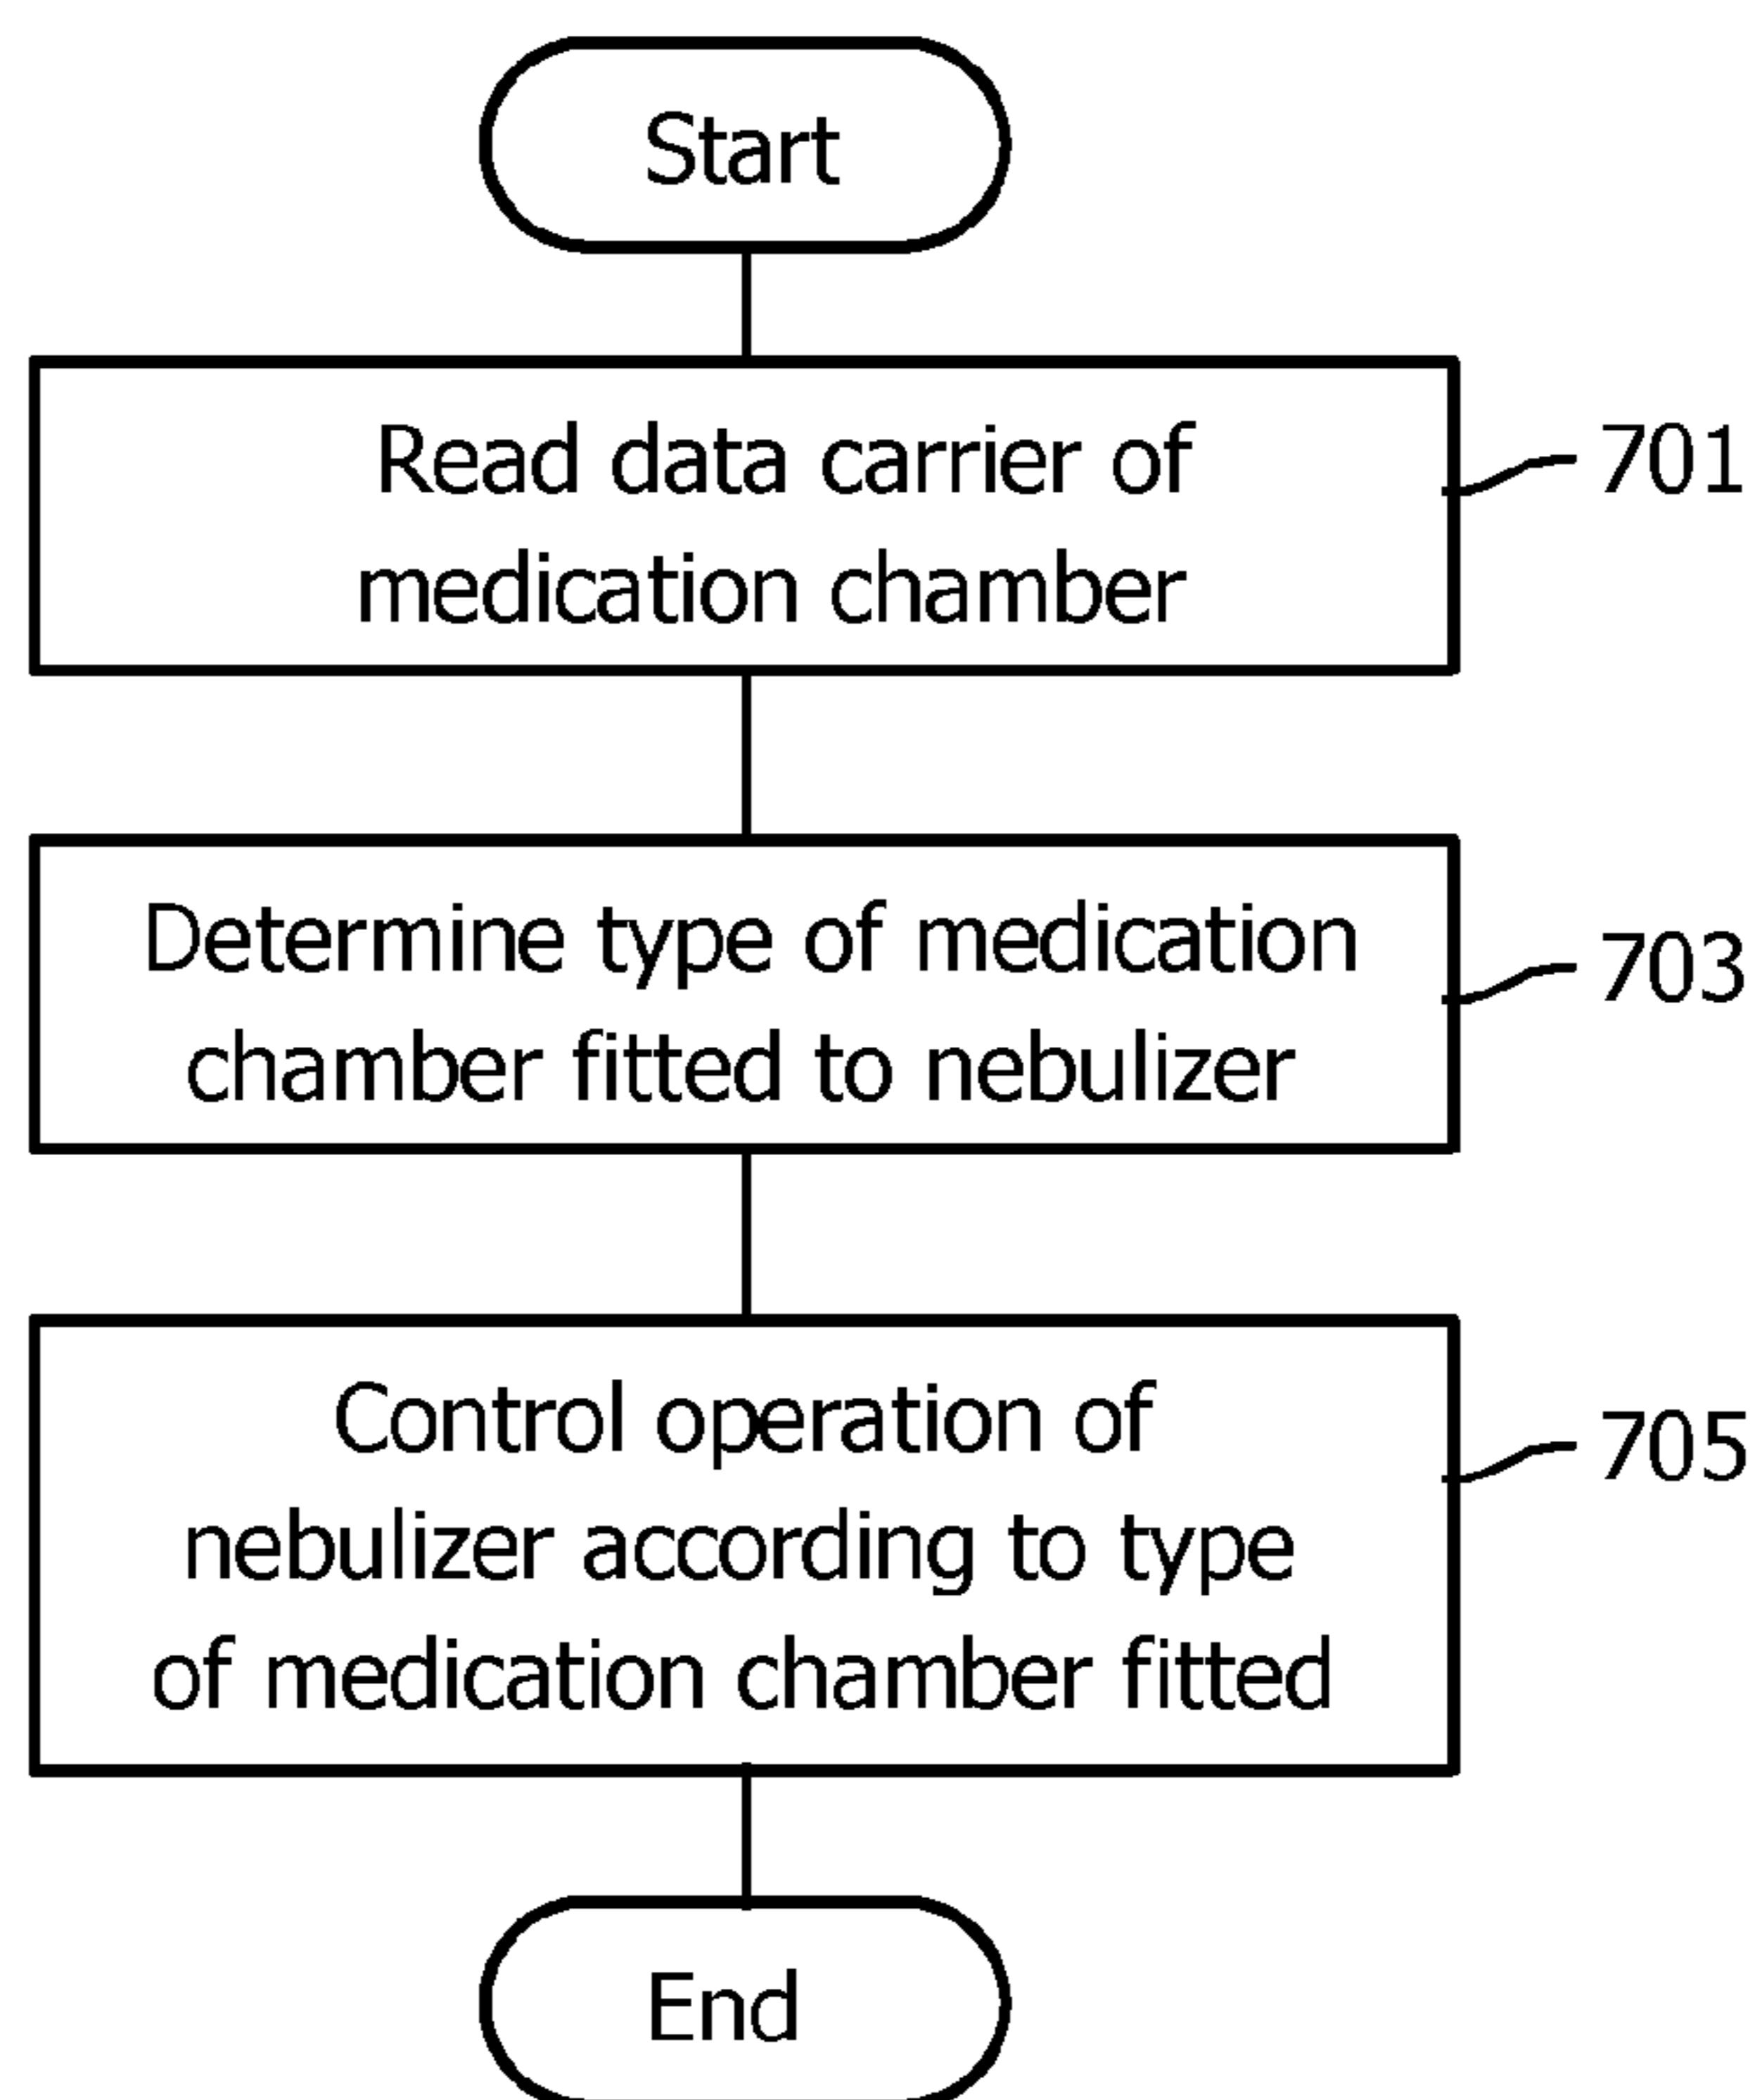 Start
Read data carrier of
medication chamber
701
Determine type of medication
chamber fitted to nebulizer
703
Control operation of
nebulizer according to type
of medication chamber fitted
705
End